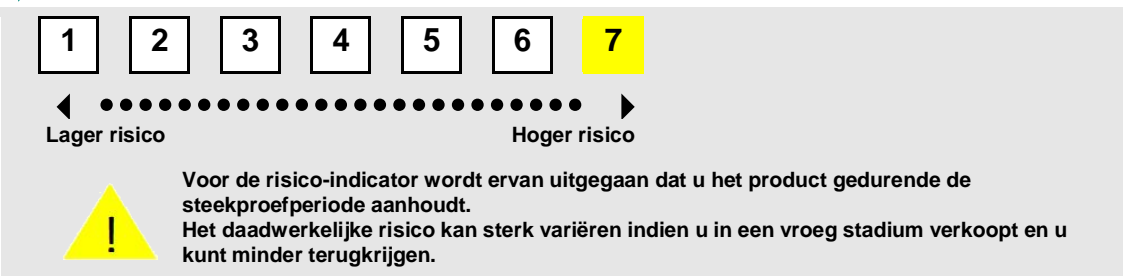 1 2 3 4 5 6 7
Lager risico Hoger risico
! Voor de risico-indicator wordt ervan uitgegaan dat u het product gedurende de
steekproefperiode aanhoudt.
Het daadwerkelijke risico kan sterk variëren indien u in een vroeg stadium verkoopt en u
kunt minder terugkrijgen.